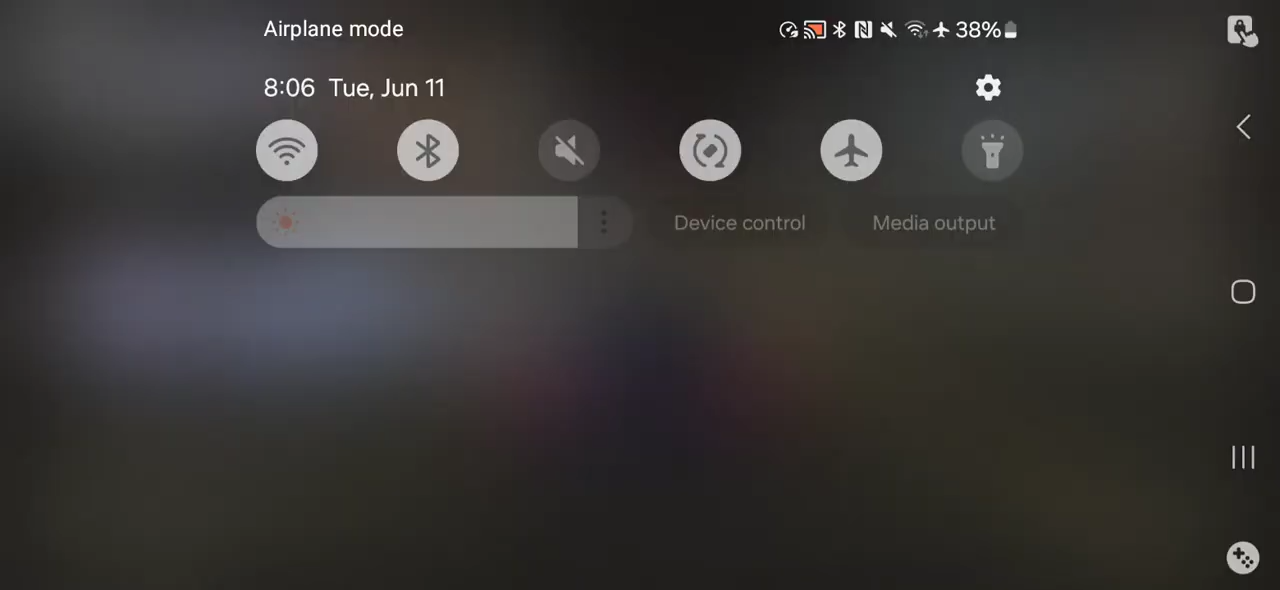 Airplane mode
38%
8:06 Tue, Jun 11
Device control
Media output